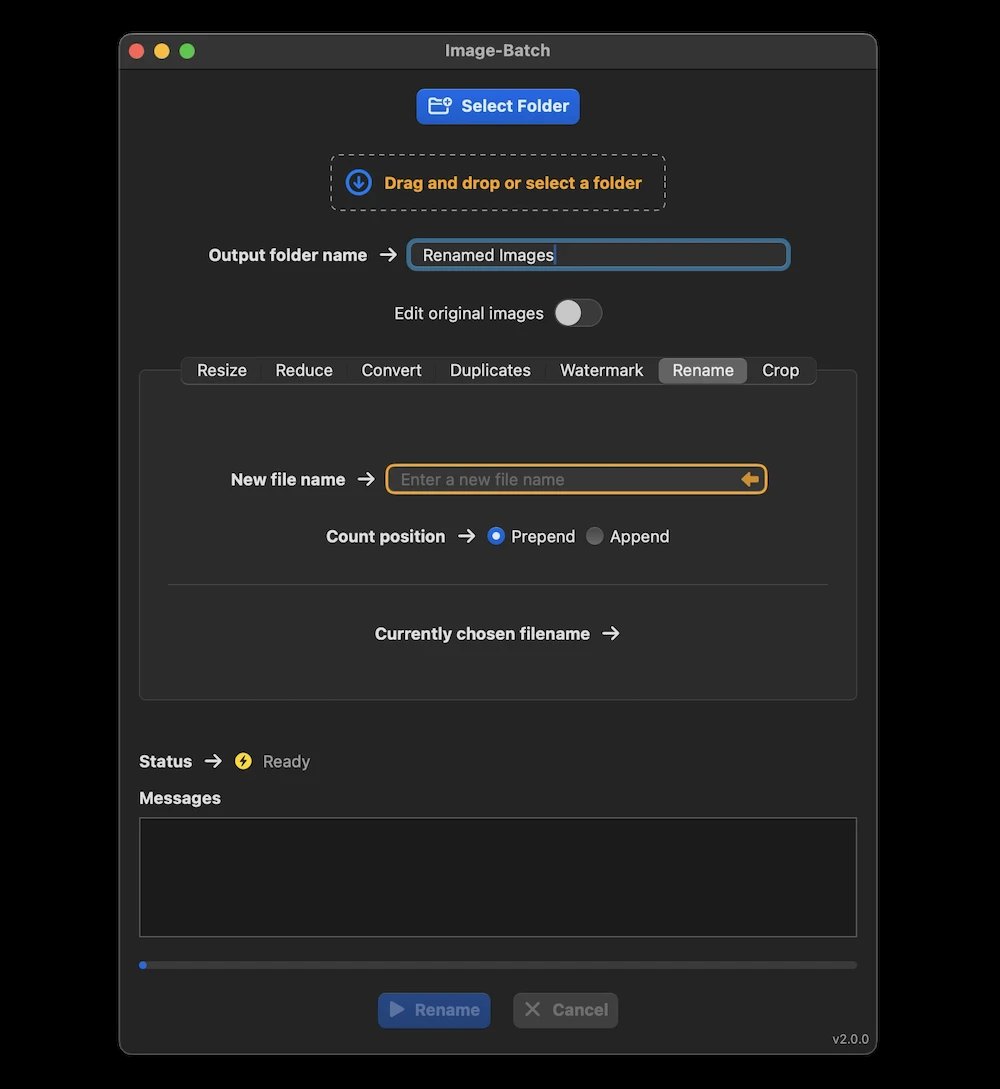 Image-Batch
Select Folder
Drag and drop or select a folder
Output folder name → Renamed Images
Edit original images
Resize Reduce Convert Duplicates Watermark Rename Crop
New file name → Enter a new file name
Count position → Prepend Append
Currently chosen filename →
Status → Ready
Messages
Rename Cancel
v2.0.0